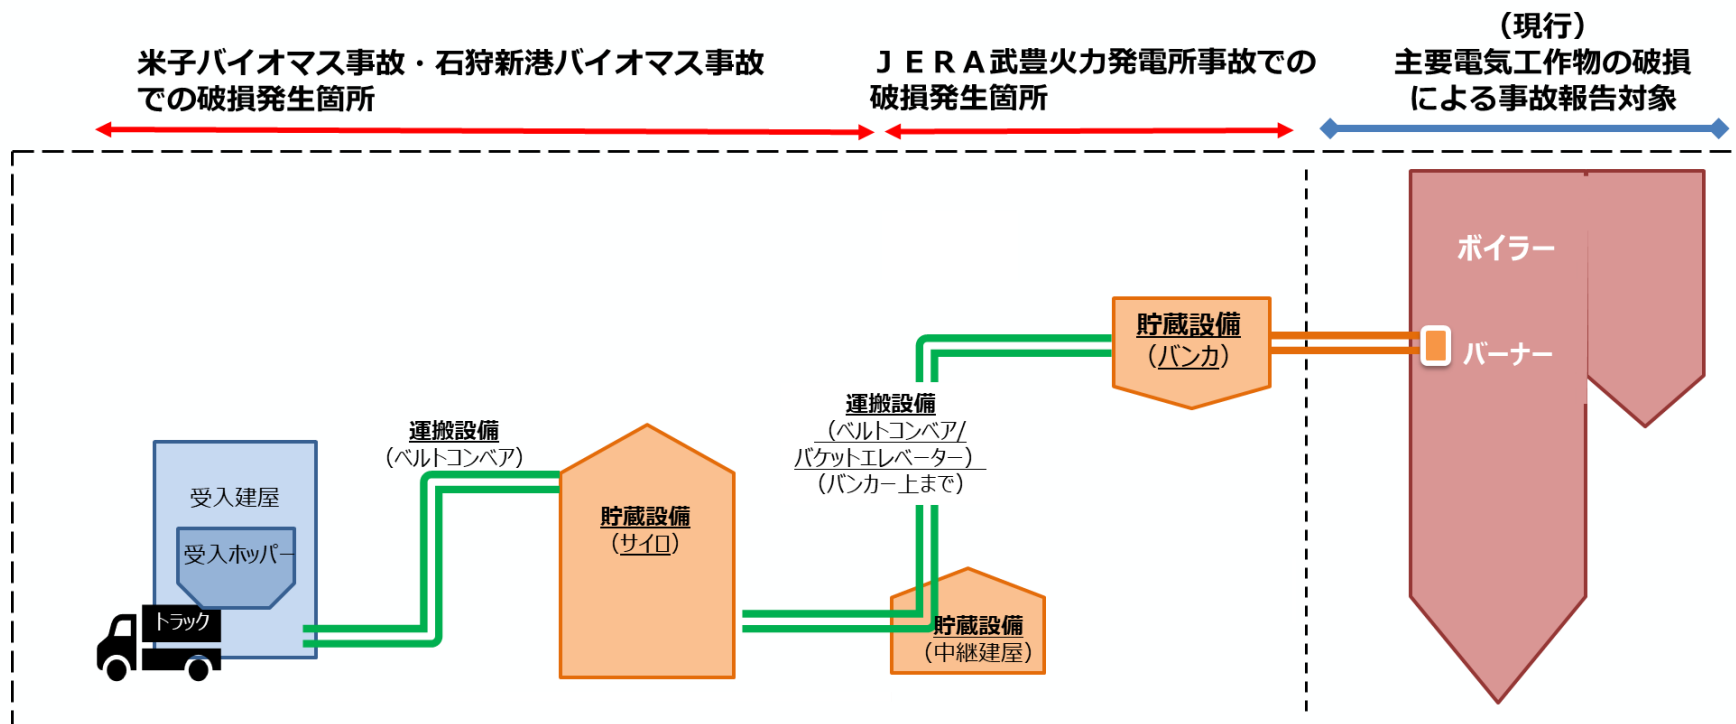 米子バイオマス事故・石狩新港バイオマス事故
での破損発生箇所
ＪＥＲＡ武豊火力発電所事故での
破損発生箇所
（現行）
主要電気工作物の破損
による事故報告対象
ボイラー
バーナー
貯蔵設備
（バンカ）
運搬設備
（ベルトコンベア/
バケットエレベーター）
（バンカー上まで）
運搬設備
（ベルトコンベア）
受入建屋
受入ホッパー
トラック
貯蔵設備
（サイロ）
貯蔵設備
（中継建屋）